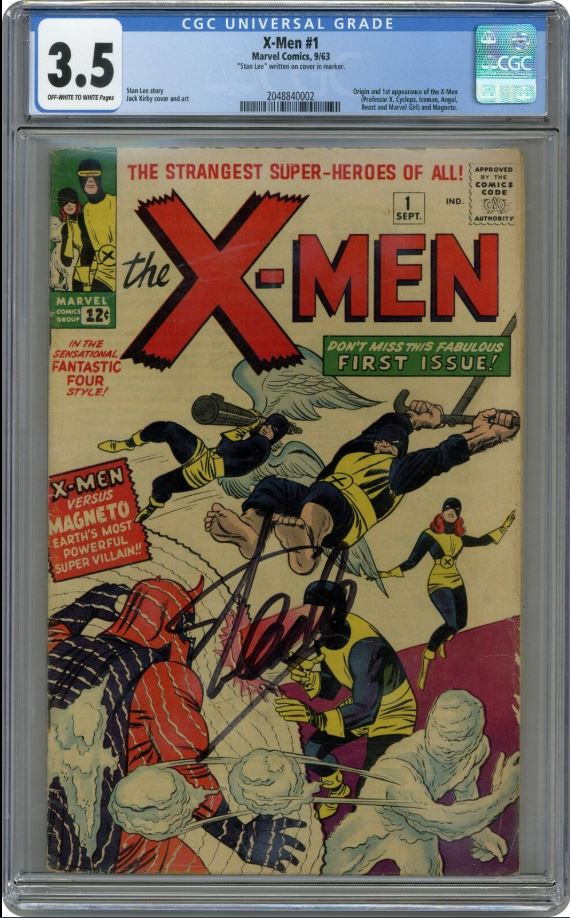 CGC UNIVERSAL GRADE
3.5
OFF-WHITE TO WHITE Pages
X-Men #1
Marvel Comics, 9/63
"Stan Lee" written on cover in marker.
2048840002
Stan Lee story
Jack Kirby cover and art
Origin and 1st appearance of the X-Men
(Professor X, Cyclops, Iceman, Angel,
Beast and Marvel Girl) and Magneto.
CGC
THE STRANGEST SUPER-HEROES OF ALL!
APPROVED
BY THE
COMICS
CODE
AUTHORITY
1
SEPT.
IND.
the X-MEN
MARVEL
COMICS
GROUP
12¢
IN THE
SENSATIONAL
FANTASTIC
FOUR
STYLE!
DON'T MISS THIS FABULOUS
FIRST ISSUE!
X-MEN
VERSUS
MAGNETO
EARTH'S MOST
POWERFUL
SUPER VILLAIN!!
Stan Lee